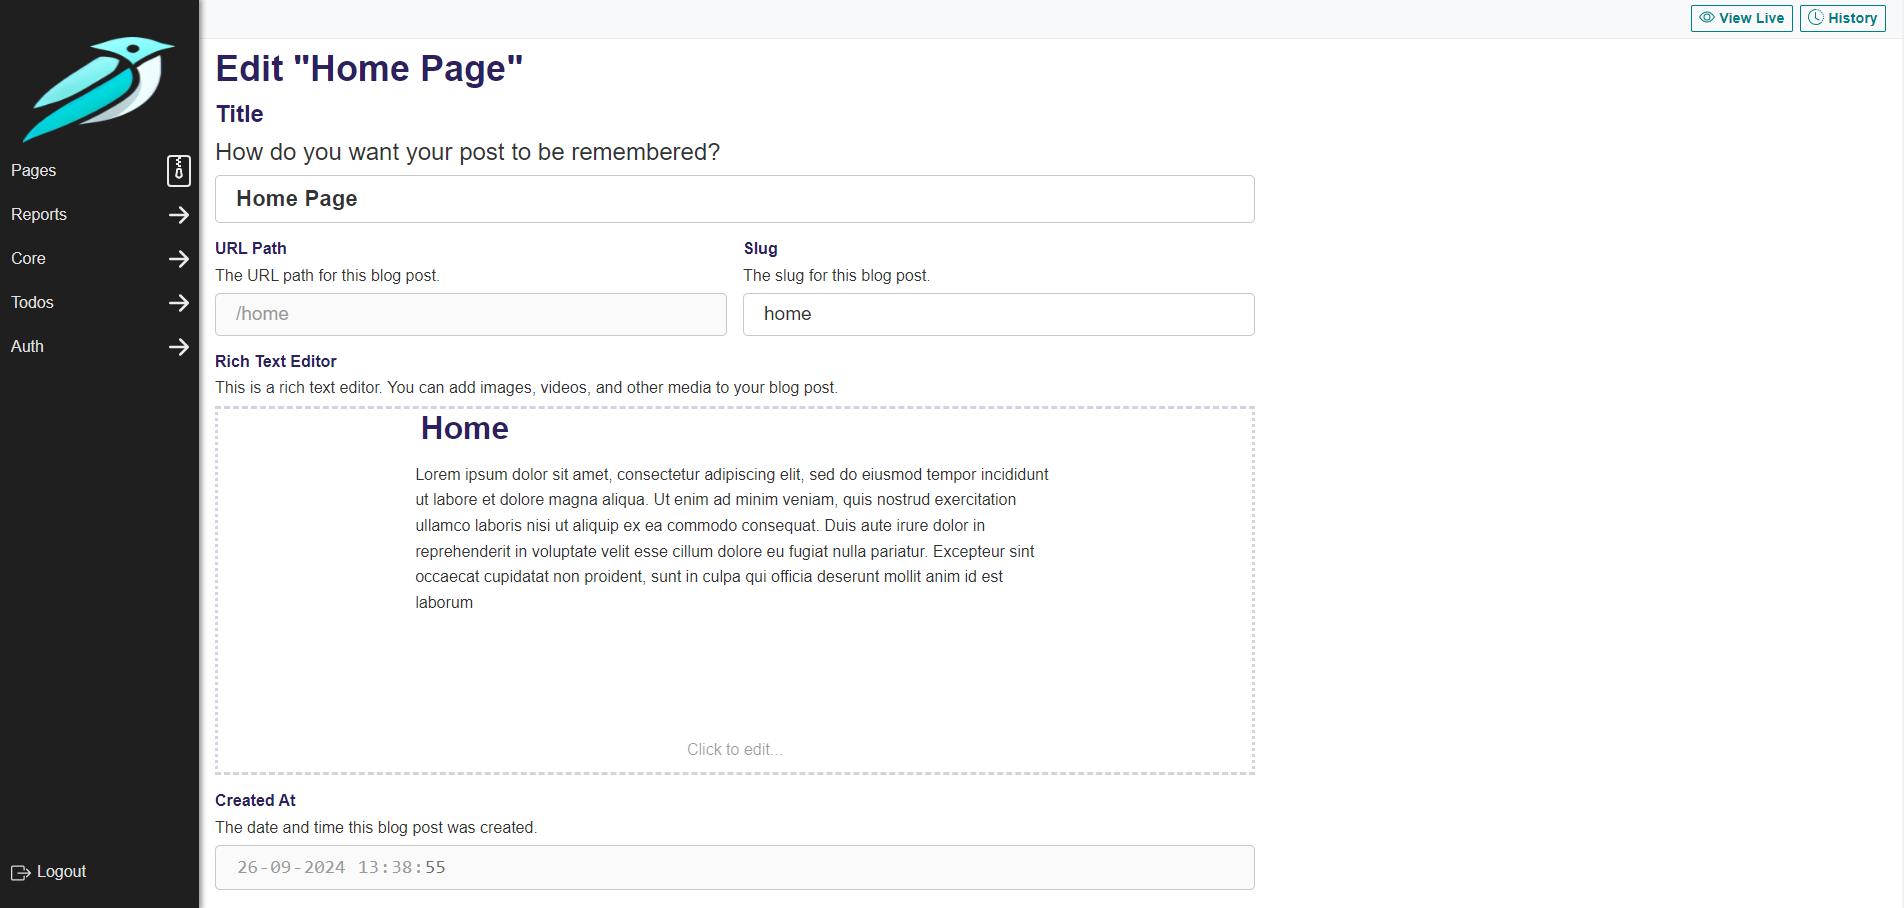 View Live
History
Edit "Home Page"
Title
How do you want your post to be remembered?
Home Page
Pages
Reports
Core
Todos
Auth
URL Path
Slug
The URL path for this blog post.
The slug for this blog post.
/home
home
Rich Text Editor
This is a rich text editor. You can add images, videos, and other media to your blog post.
Home
Lorem ipsum dolor sit amet, consectetur adipiscing elit, sed do eiusmod tempor incididunt
ut labore et dolore magna aliqua. Ut enim ad minim veniam, quis nostrud exercitation
ullamco laboris nisi ut aliquip ex ea commodo consequat. Duis aute irure dolor in
reprehenderit in voluptate velit esse cillum dolore eu fugiat nulla pariatur. Excepteur sint
occaecat cupidatat non proident, sunt in culpa qui officia deserunt mollit anim id est
laborum
Click to edit...
Created At
The date and time this blog post was created.
26-09-2024 13:38:55
Logout